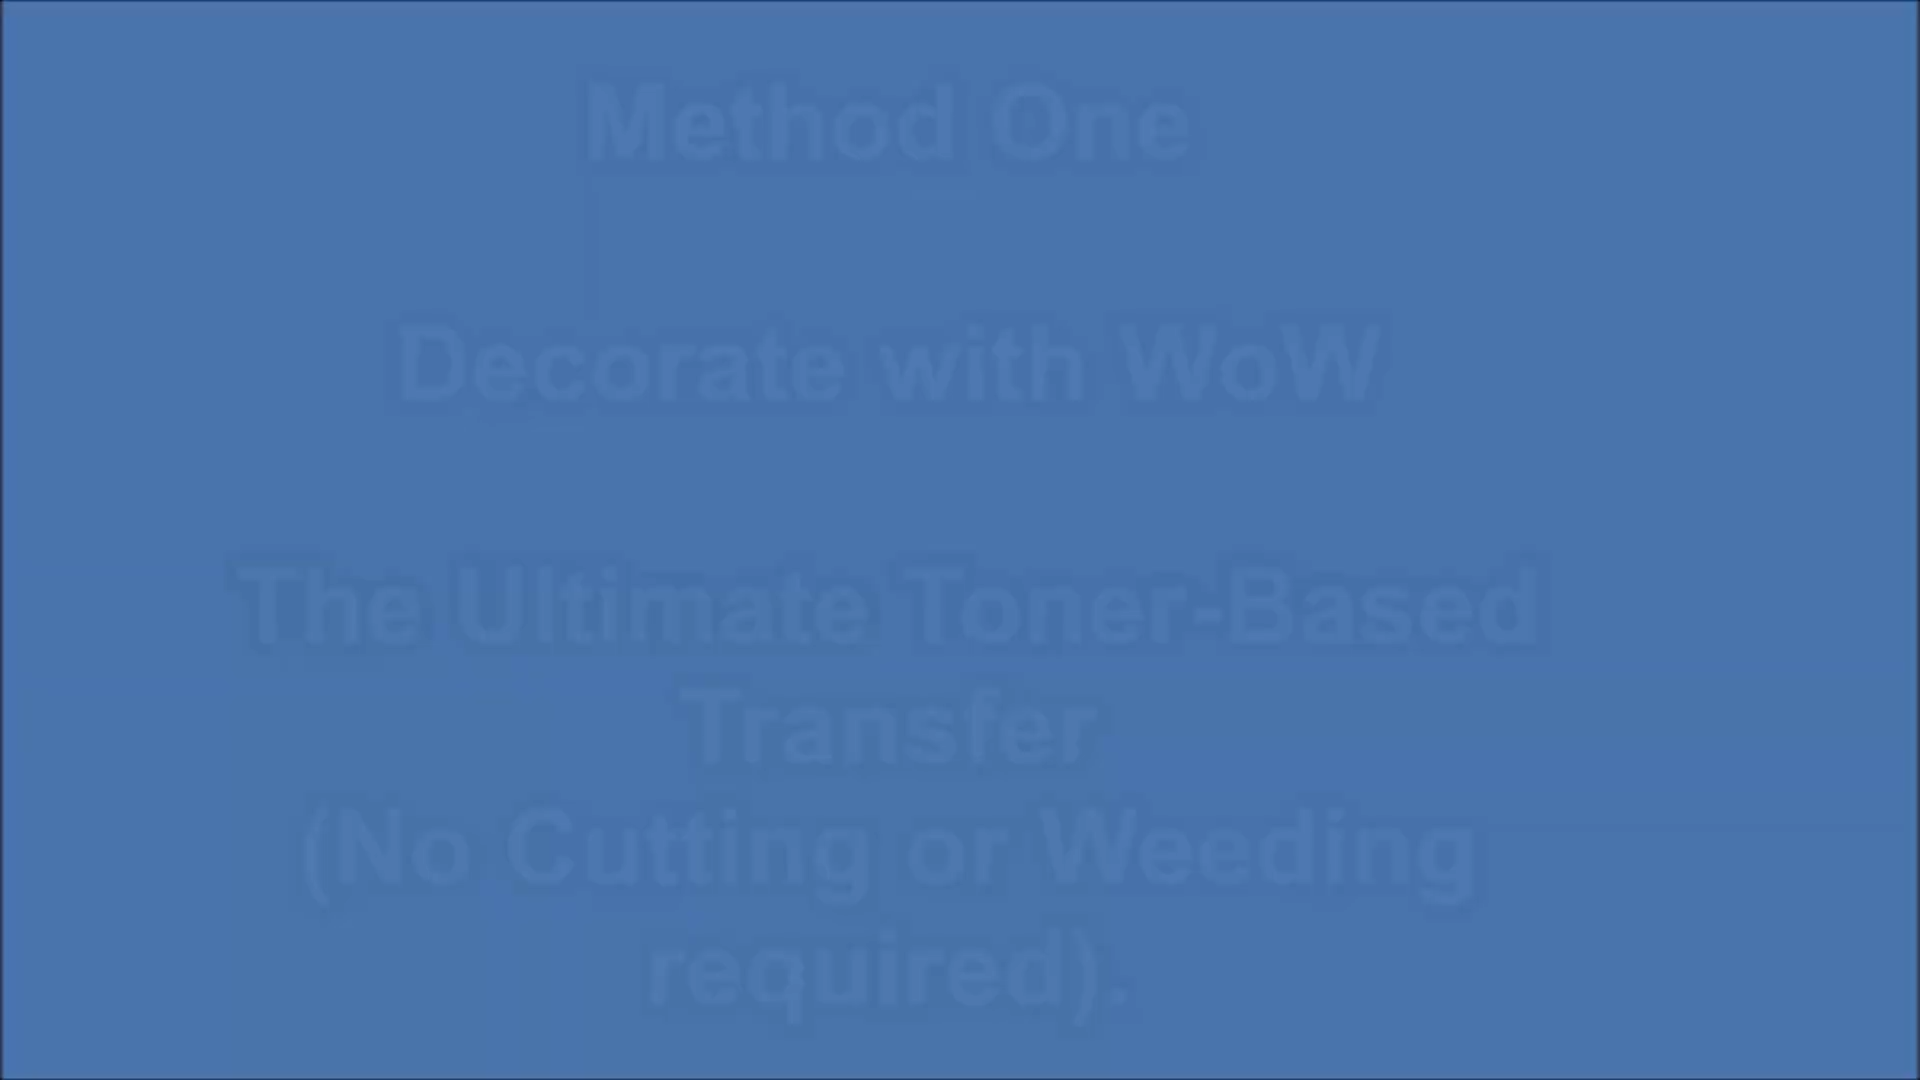 Method One
Decorate with WoW
The Ultimate Toner-Based
Transfer
(No Cutting or Weeding
required).